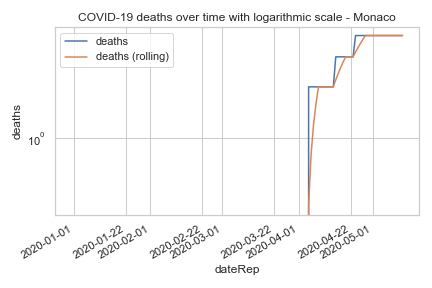 COVID-19 deaths over time with logarithmic scale - Monaco
deaths
deaths (rolling)
deaths
10^0
2020-01-01
2020-01-22
2020-02-01
2020-02-22
2020-03-01
2020-03-22
2020-04-01
2020-04-22
2020-05-01
dateRep